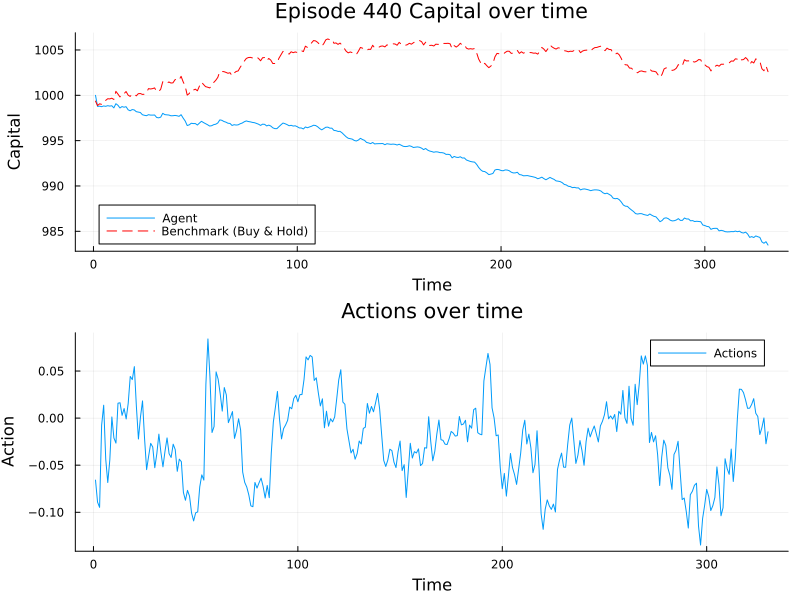 Episode 440 Capital over time
1005
1000
995
990
985
Capital
Agent
Benchmark (Buy & Hold)
0
100
200
300
Time
Actions over time
0.05
0.00
−0.05
−0.10
Action
Actions
0
100
200
300
Time